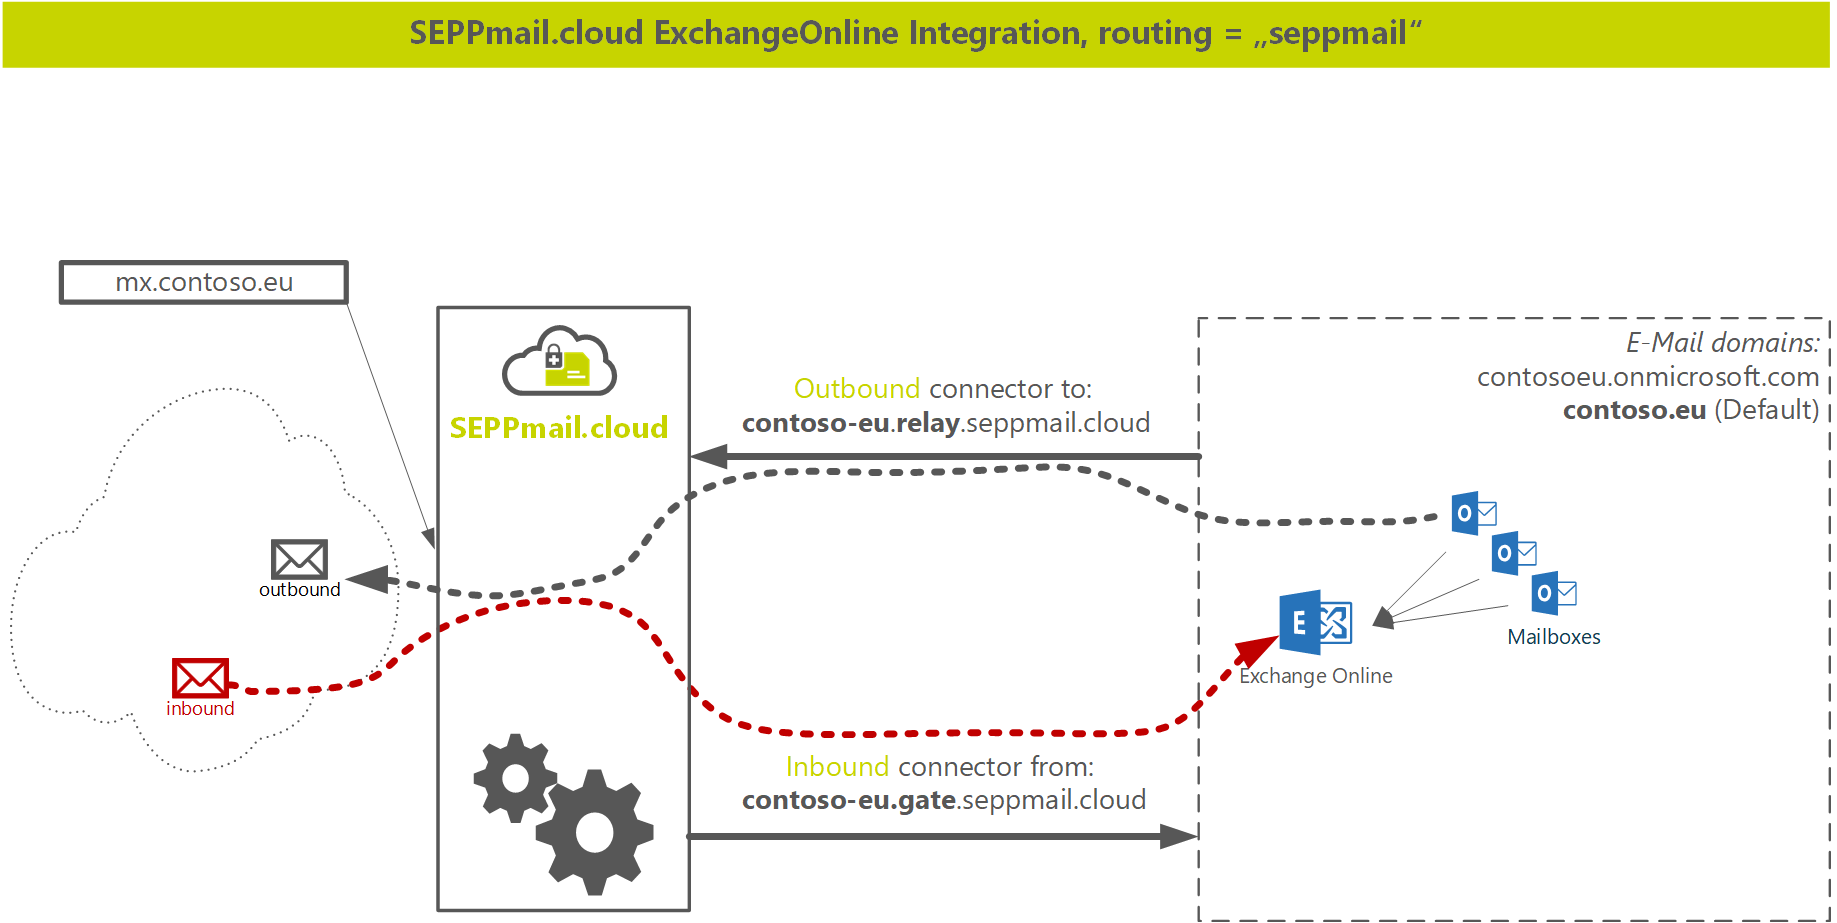 SEPPmail.cloud ExchangeOnline Integration, routing = „seppmail“
mx.contoso.eu
SEPPmail.cloud
Outbound connector to:
contoso-eu.relay.seppmail.cloud
E-Mail domains:
contosoeu.onmicrosoft.com
contoso.eu (Default)
outbound
inbound
O
O
O
Mailboxes
E
Exchange Online
Inbound connector from:
contoso-eu.gate.seppmail.cloud